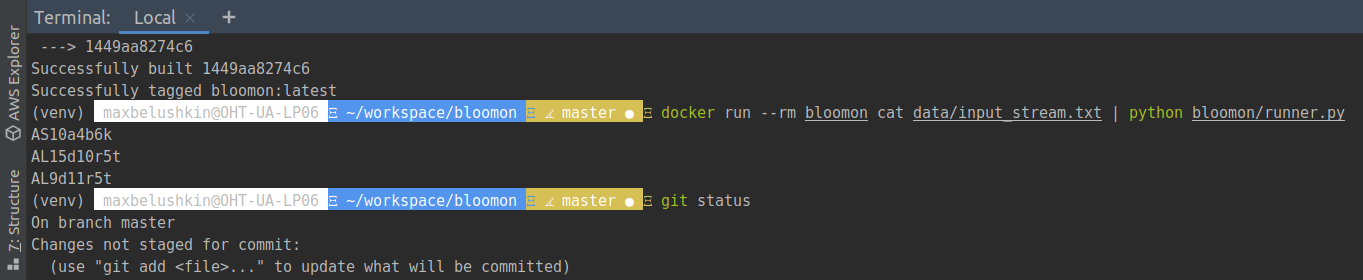 Terminal: Local × +
AWS Explorer
7: Structure
---> 1449aa8274c6
Successfully built 1449aa8274c6
Successfully tagged bloomon:latest
(venv) maxbelushkin@OHT-UA-LP06 Ξ ~/workspace/bloomon Ξ ∠ master ● Ξ docker run --rm bloomon cat data/input_stream.txt | python bloomon/runner.py
AS10a4b6k
AL15d10r5t
AL9d11r5t
(venv) maxbelushkin@OHT-UA-LP06 Ξ ~/workspace/bloomon Ξ ∠ master ● Ξ git status
On branch master
Changes not staged for commit:
(use "git add <file>..." to update what will be committed)